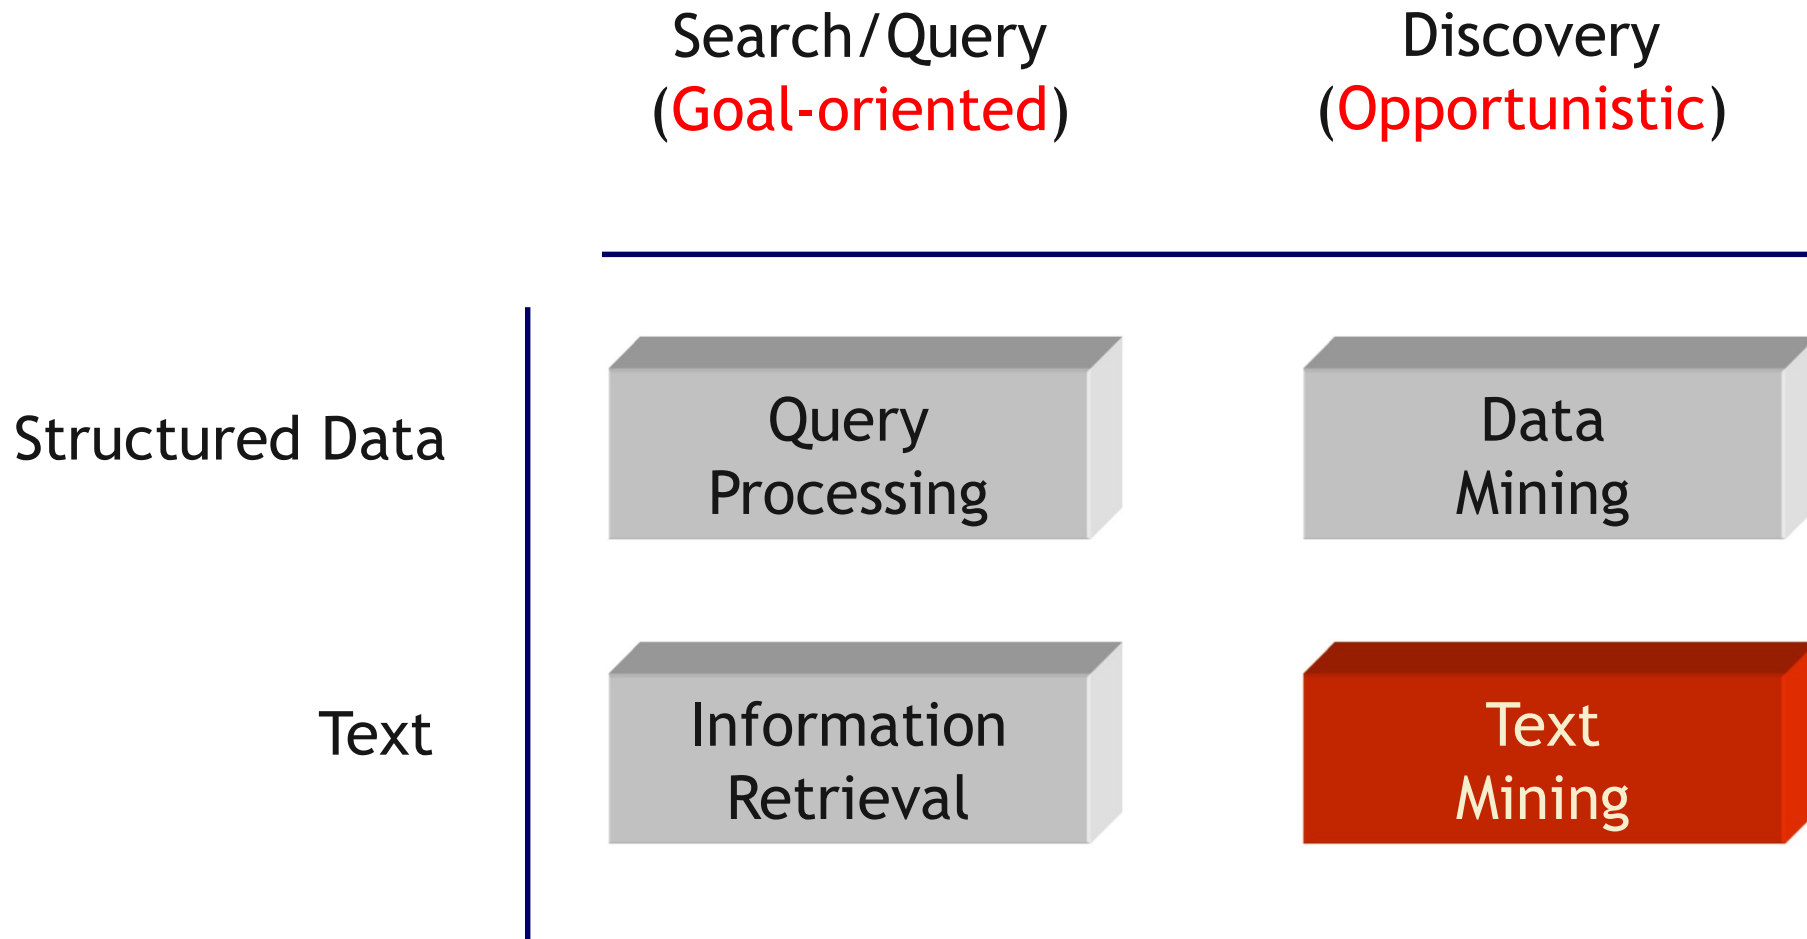 Search/Query
(Goal-oriented)
Discovery
(Opportunistic)
Structured Data
Query
Processing
Data
Mining
Text
Information
Retrieval
Text
Mining